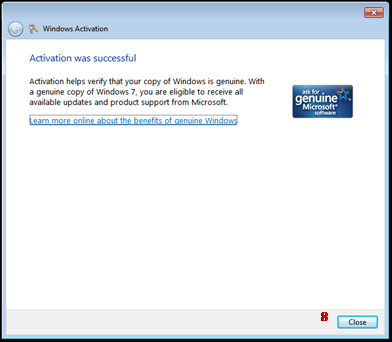 Windows Activation
Activation was successful
Activation helps verify that your copy of Windows is genuine. With
a genuine copy of Windows 7, you are eligible to receive all
available updates and product support from Microsoft.
Learn more online about the benefits of genuine Windows
ask for
genuine
Microsoft
software
8
Close